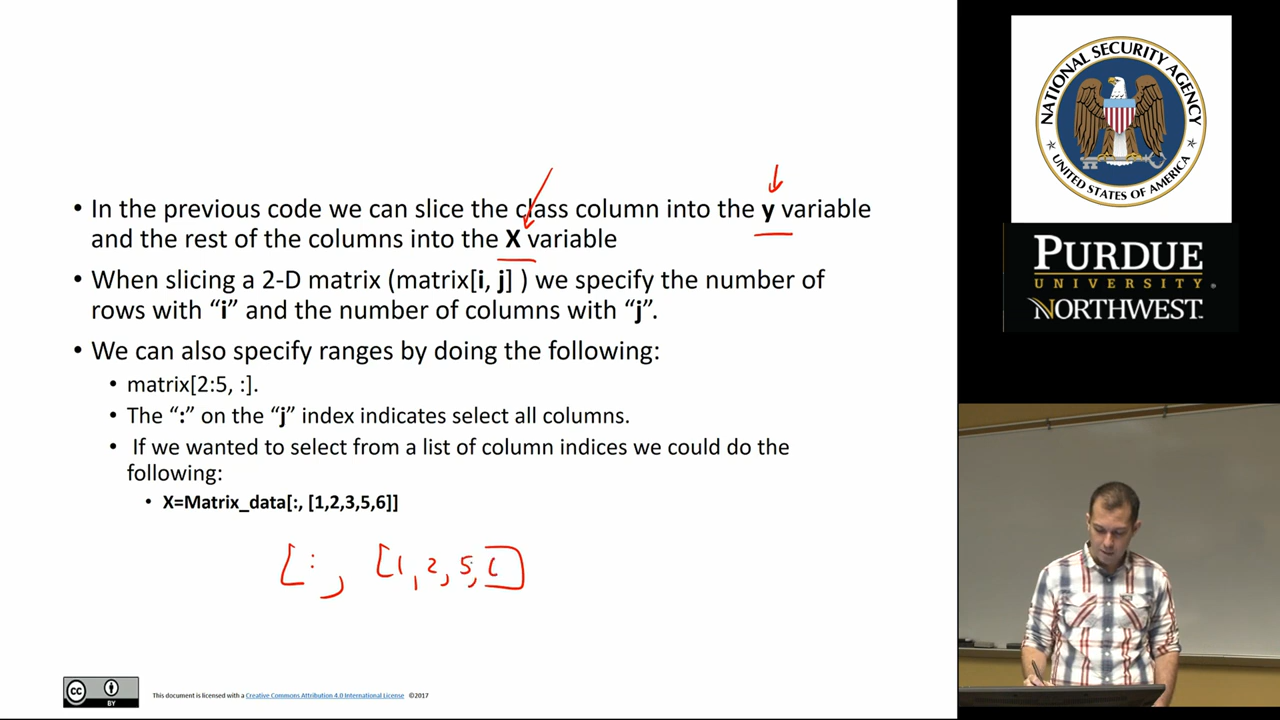 • In the previous code we can slice the class column into the y variable
and the rest of the columns into the X variable
• When slicing a 2-D matrix (matrix[i, j] ) we specify the number of
rows with “i” and the number of columns with “j”.
• We can also specify ranges by doing the following:
• matrix[2:5, :].
• The “:” on the “j” index indicates select all columns.
• If we wanted to select from a list of column indices we could do the
following:
• X=Matrix_data[:, [1,2,3,5,6]]
[:, [1,2,5,6]
cc BY
This document is licensed with a Creative Commons Attribution 4.0 International License ©2017
NATIONAL SECURITY AGENCY
UNITED STATES OF AMERICA
PURDUE
UNIVERSITY
NORTHWEST